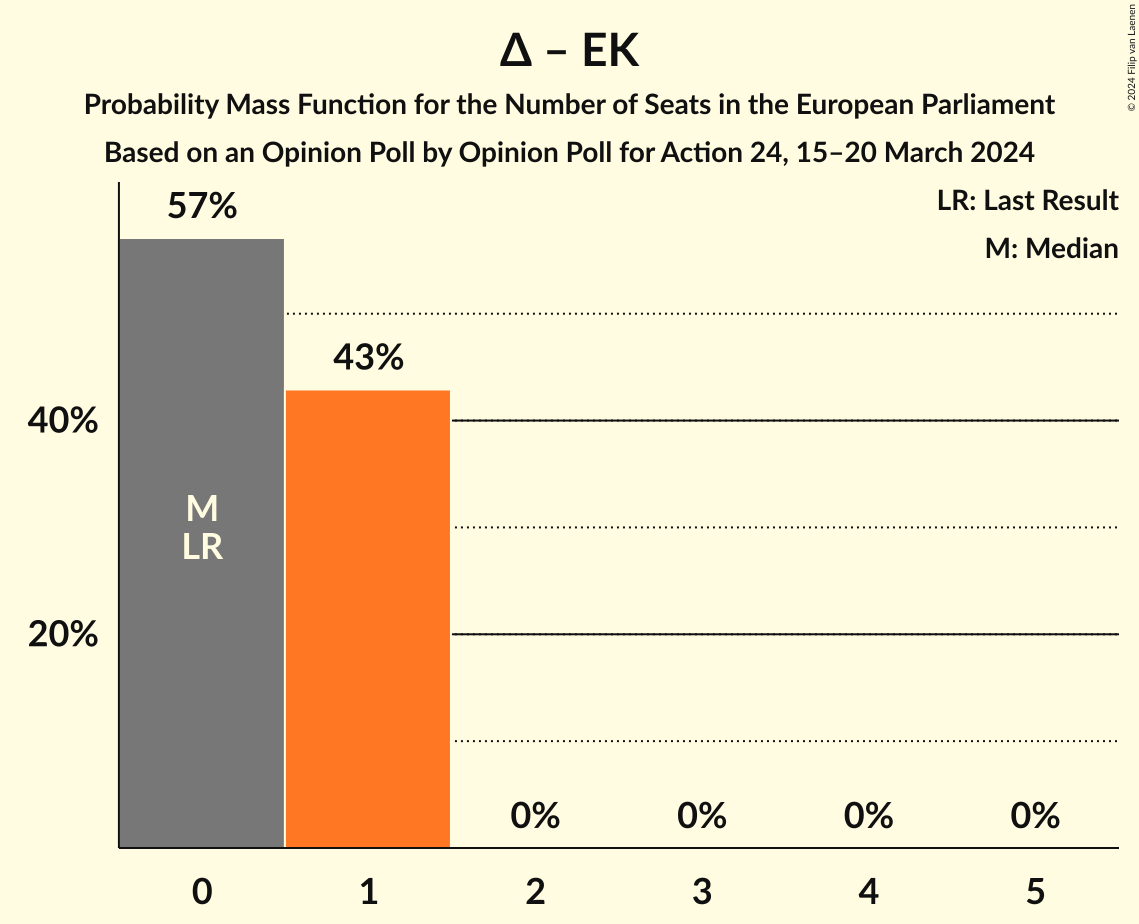 Δ – EK
Probability Mass Function for the Number of Seats in the European Parliament
Based on an Opinion Poll by Opinion Poll for Action 24, 15–20 March 2024
© 2024 Filip van Laenen
LR: Last Result
M: Median
57%
43%
40%
M
LR
20%
0% 0% 0% 0%
0 1 2 3 4 5